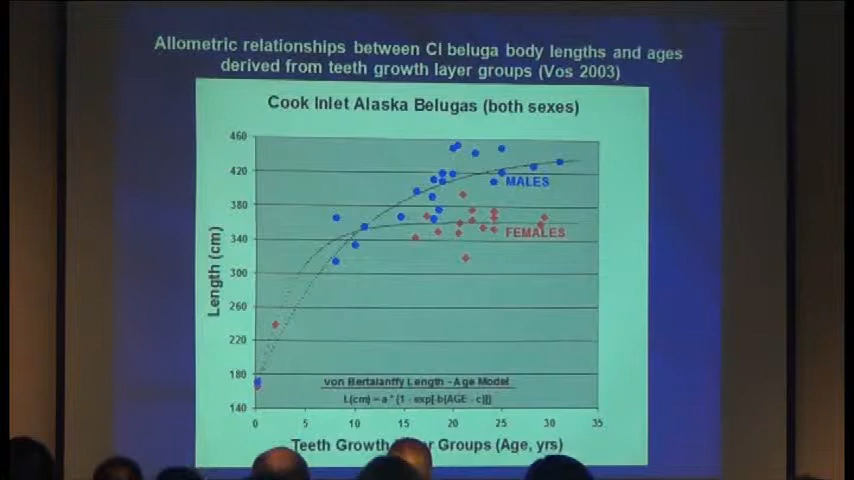 Allometric relationships between CI beluga body lengths and ages
derived from teeth growth layer groups (Vos 2003)
Cook Inlet Alaska Belugas (both sexes)
460
420
380
340
300
260
220
180
140
Length (cm)
MALES
FEMALES
von Bertalanffy Length - Age Model
L(cm) = a * (1 - exp[-b(AGE - c)])
0 5 10 15 20 25 30 35
Teeth Growth er Groups (Age, yrs)